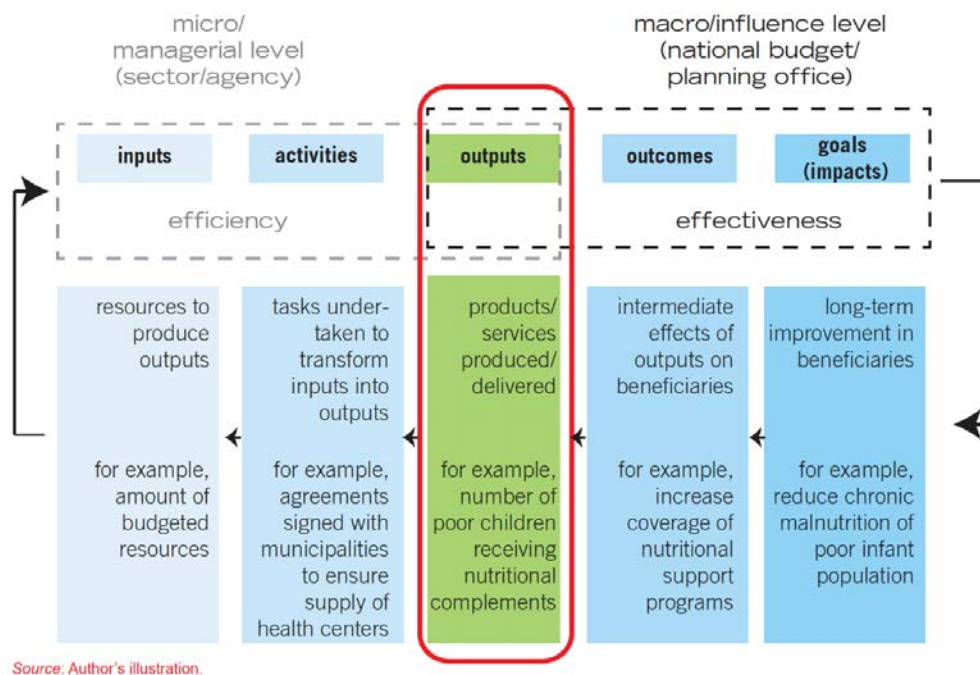 micro/
managerial level
(sector/agency)
macro/influence level
(national budget/
planning office)
inputs
activities
outputs
outcomes
goals
(impacts)
efficiency
effectiveness
resources to
produce
outputs
for example,
amount of
budgeted
resources
tasks under-
taken to
transform
inputs into
outputs
for example,
agreements
signed with
municipalities
to ensure
supply of
health centers
products/
services
produced/
delivered
for example,
number of
poor children
receiving
nutritional
complements
intermediate
effects of
outputs on
beneficiaries
for example,
increase
coverage of
nutritional
support
programs
long-term
improvement in
beneficiaries
for example,
reduce chronic
malnutrition of
poor infant
population
Source: Author's illustration.